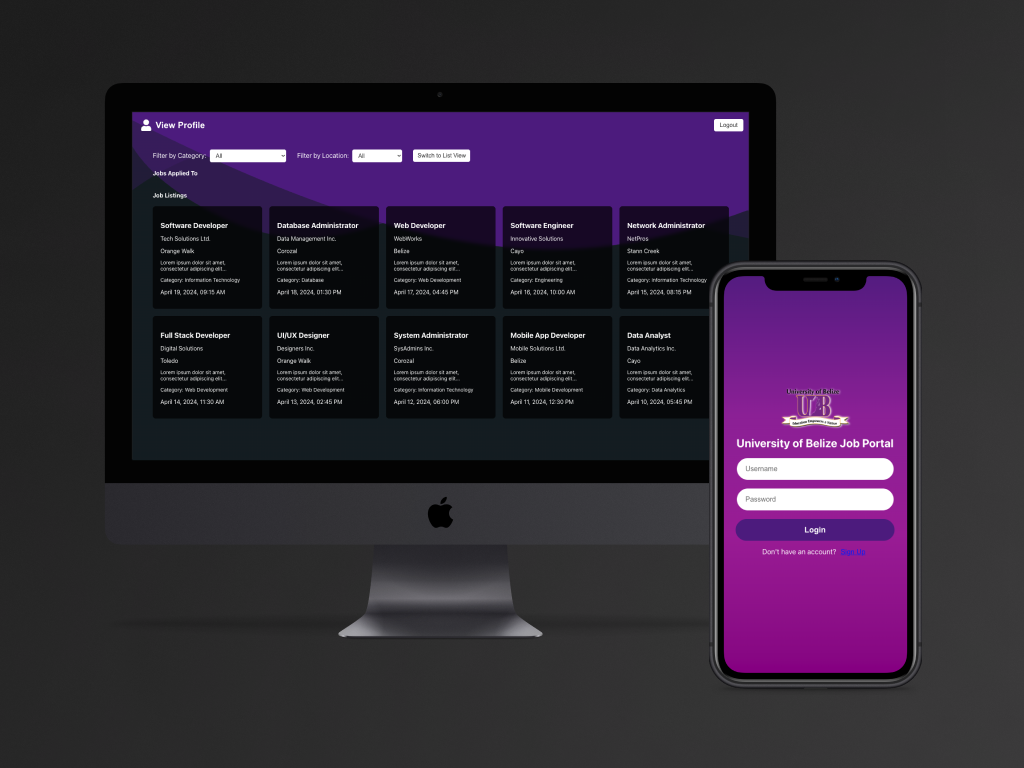 View Profile
Logout
Filter by Category: All
Filter by Location: All
Switch to List View
Jobs Applied To
Job Listings
Software Developer
Tech Solutions Ltd.
Orange Walk
Lorem ipsum dolor sit amet,
consectetur adipiscing elit...
Category: Information Technology
April 19, 2024, 09:15 AM
Database Administrator
Data Management Inc.
Corozal
Lorem ipsum dolor sit amet,
consectetur adipiscing elit...
Category: Database
April 18, 2024, 01:30 PM
Web Developer
WebWorks
Belize
Lorem ipsum dolor sit amet,
consectetur adipiscing elit...
Category: Web Development
April 17, 2024, 04:45 PM
Software Engineer
Innovative Solutions
Cayo
Lorem ipsum dolor sit amet,
consectetur adipiscing elit...
Category: Engineering
April 16, 2024, 10:00 AM
Network Administrator
NetPros
Stann Creek
Lorem ipsum dolor sit amet,
consectetur adipiscing elit...
Category: Information Technology
April 15, 2024, 08:15 PM
Full Stack Developer
Digital Solutions
Toledo
Lorem ipsum dolor sit amet,
consectetur adipiscing elit...
Category: Web Development
April 14, 2024, 11:30 AM
UI/UX Designer
Designers Inc.
Orange Walk
Lorem ipsum dolor sit amet,
consectetur adipiscing elit...
Category: Web Development
April 13, 2024, 02:45 PM
System Administrator
SysAdmins Inc.
Corozal
Lorem ipsum dolor sit amet,
consectetur adipiscing elit...
Category: Information Technology
April 12, 2024, 06:00 PM
Mobile App Developer
Mobile Solutions Ltd.
Belize
Lorem ipsum dolor sit amet,
consectetur adipiscing elit...
Category: Mobile Development
April 11, 2024, 12:30 PM
Data Analyst
Data Analytics Inc.
Cayo
Lorem ipsum dolor sit amet,
consectetur adipiscing elit...
Category: Data Analytics
April 10, 2024, 05:45 PM
University of Belize
UB
University of Belize Job Portal
Username
Password
Login
Don't have an account? Sign Up